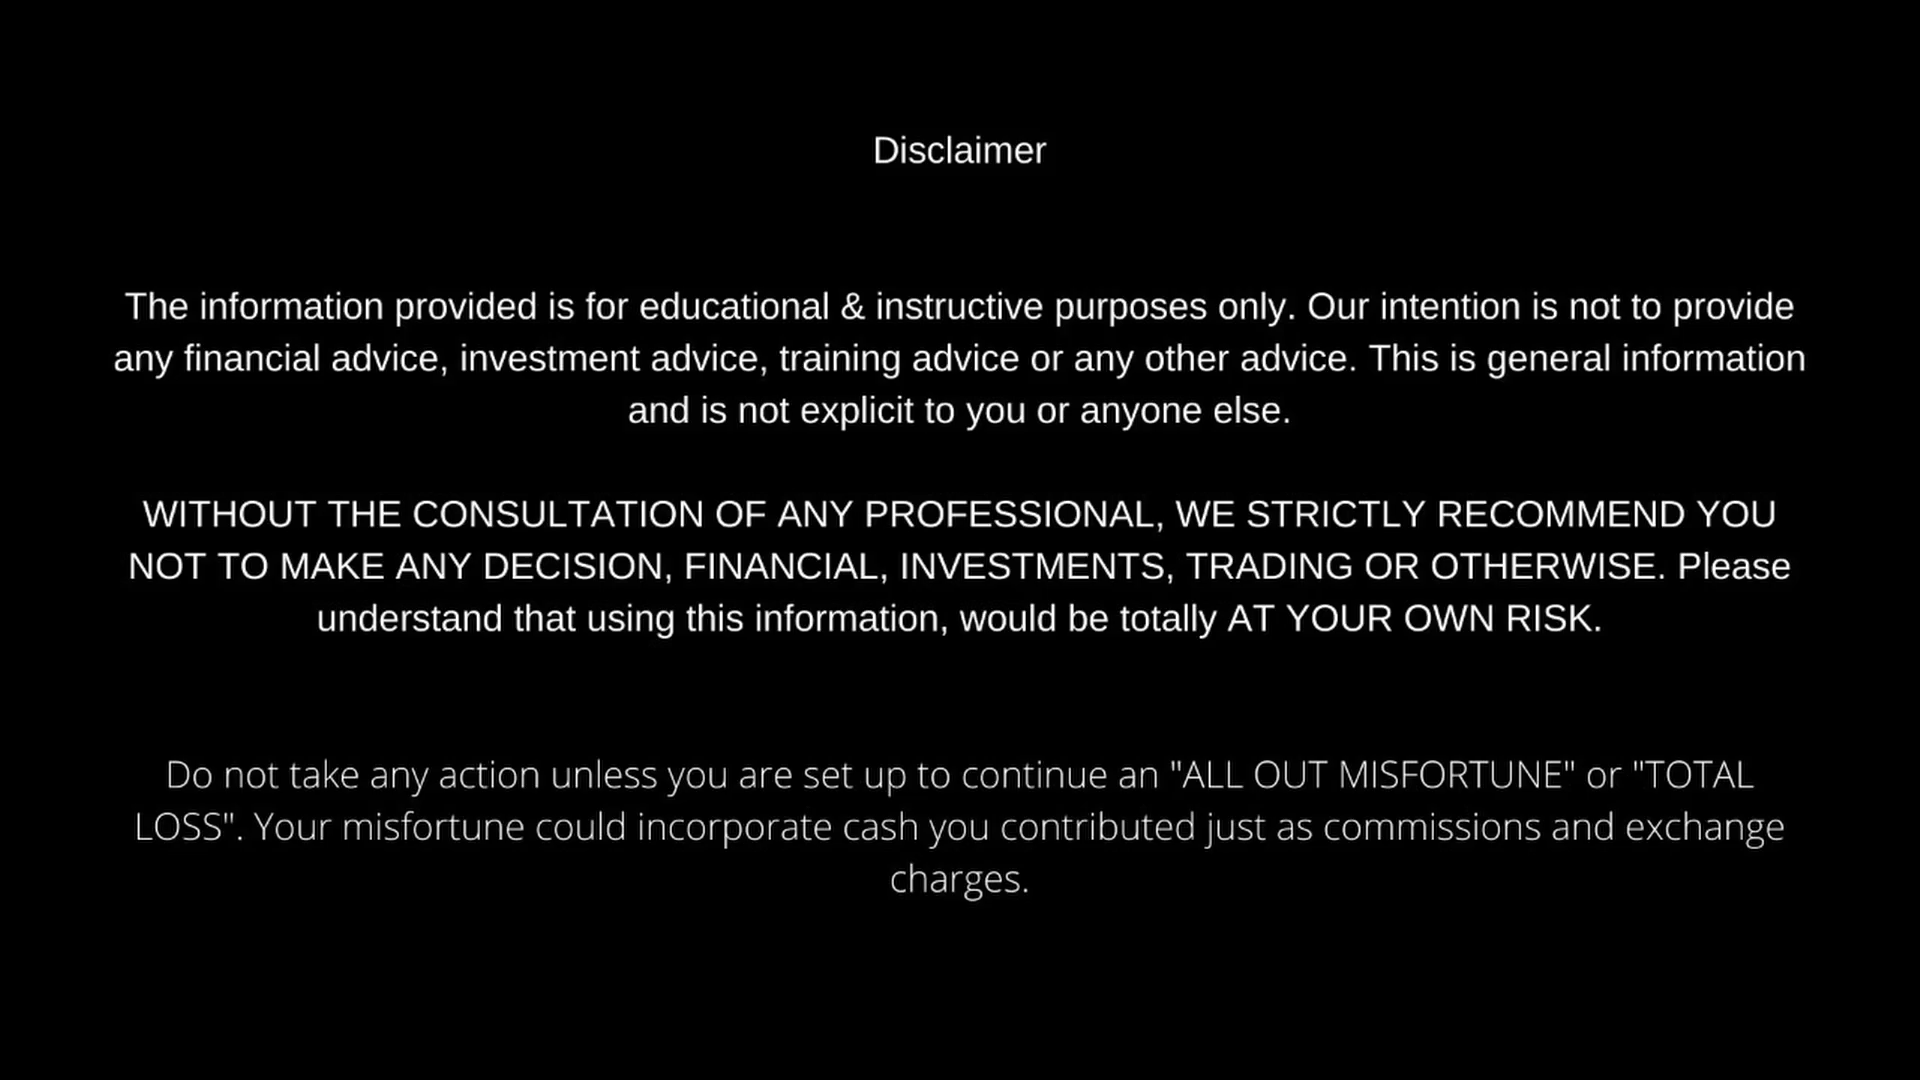 Disclaimer
The information provided is for educational & instructive purposes only. Our intention is not to provide
any financial advice, investment advice, training advice or any other advice. This is general information
and is not explicit to you or anyone else.
WITHOUT THE CONSULTATION OF ANY PROFESSIONAL, WE STRICTLY RECOMMEND YOU
NOT TO MAKE ANY DECISION, FINANCIAL, INVESTMENTS, TRADING OR OTHERWISE. Please
understand that using this information, would be totally AT YOUR OWN RISK.
Do not take any action unless you are set up to continue an "ALL OUT MISFORTUNE" or "TOTAL
LOSS". Your misfortune could incorporate cash you contributed just as commissions and exchange
charges.